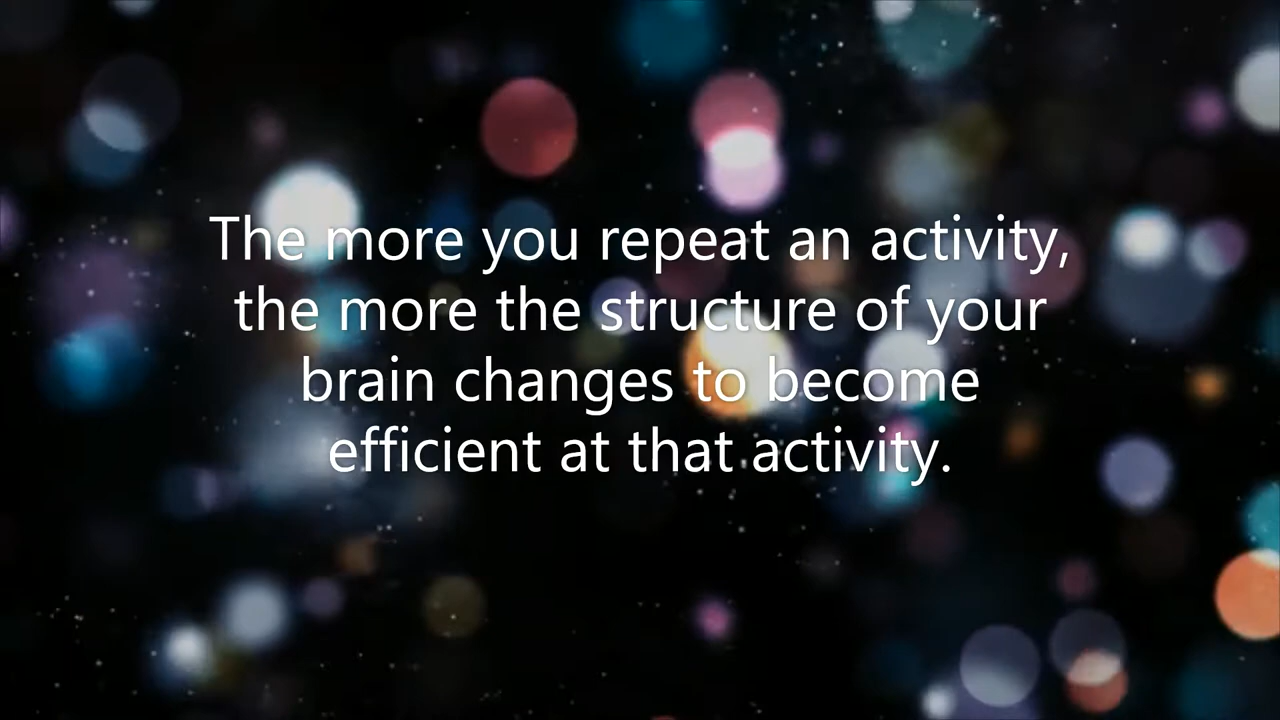 The more you repeat an activity,
the more the structure of your
brain changes to become
efficient at that activity.